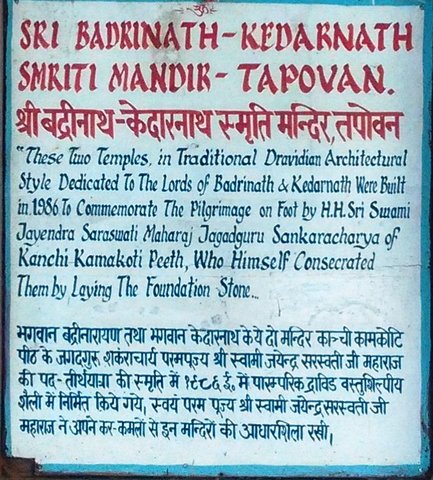 ॐ
SRI BADRINATH-KEDARNATH
SMRITI MANDIR - TAPOVAN.
श्री बद्रीनाथ-केदारनाथ स्मृति मन्दिर, तपोवन
"These Two Temples, in Traditional Dravidian Architectural
Style Dedicated To The Lords of Badrinath & Kedarnath Were Built
in 1986 To Commemorate The Pilgrimage on Foot by H.H. Sri Swami
Jayendra Saraswati Maharaj Jagadguru Sankaracharya of
Kanchi Kamakoti Peeth, Who Himself Consecrated
Them by Laying The Foundation Stone...
भगवान बद्रीनारायण तथा भगवान केदारनाथ के ये दो मन्दिर काञ्ची कामकोटि
पीठ के जगदगुरु शंकराचार्य परमपूज्य श्री स्वामी जयेन्द्र सरस्वती जी महाराज
की पद-तीर्थयात्रा की स्मृति में १९८६ ई. में पारम्परिक द्राविड वस्तुशिल्पीय
शैली में निर्मित किये गये। स्वयं परम पूज्य श्री स्वामी जयेन्द्र सरस्वती जी
महाराज ने अपने कर-कमलों से इन मन्दिरों की आधारशिला रखी।